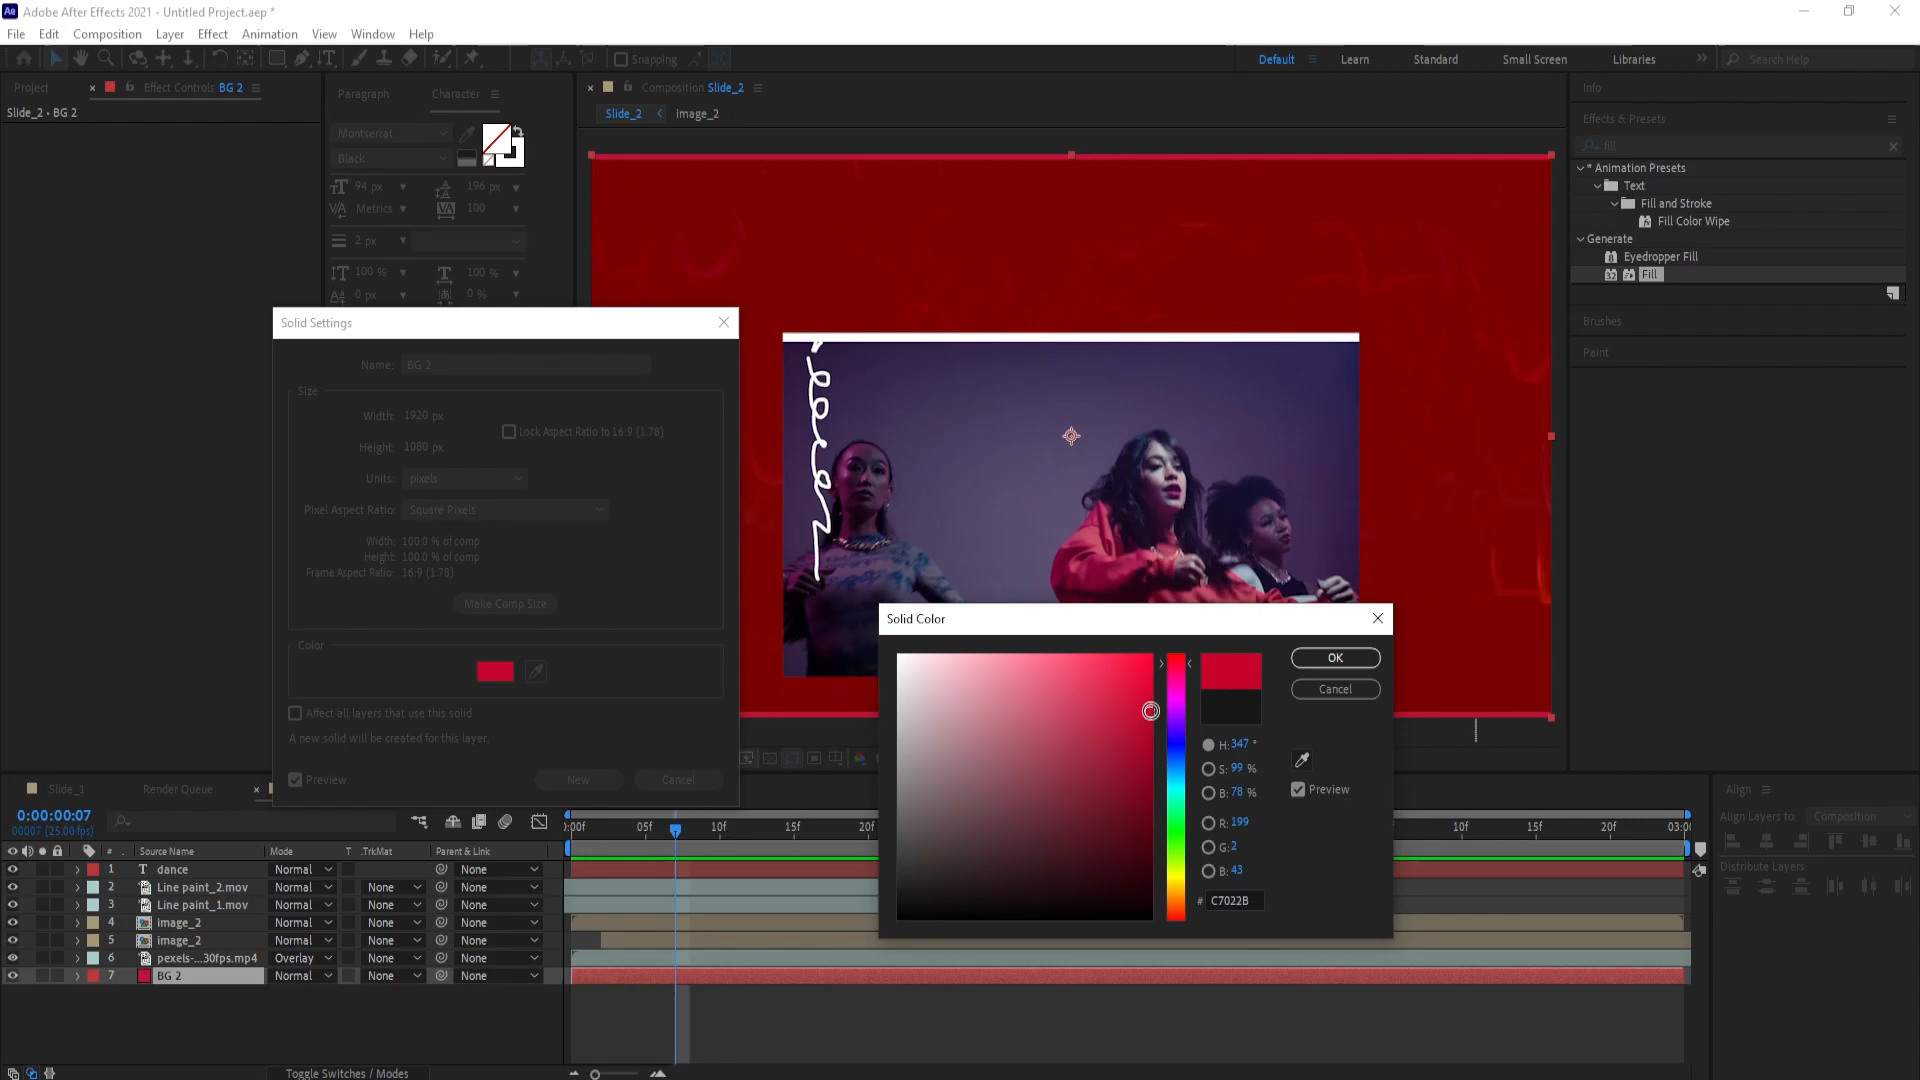 Ae Adobe After Effects 2021 - Untitled Project.aep *
File Edit Composition Layer Effect Animation View Window Help
Snapping
Default Learn Standard Small Screen Libraries Search Help
Project Effect Controls BG 2
Paragraph Character
Composition Slide_2
Info
Slide_2 • BG 2
Slide_2 image_2
Effects & Presets
Montserrat
Black
fill
94 px 196 px
Metrics 100
2 px
100 % 100 %
0 px 0 %
* Animation Presets
Text
Fill and Stroke
Fill Color Wipe
Generate
Eyedropper Fill
32 Fill
Brushes
Paint
Solid Settings
Name: BG 2
Size
Width: 1920 px
Lock Aspect Ratio to 16:9 (1.78)
Height: 1080 px
Units: pixels
Pixel Aspect Ratio: Square Pixels
Width: 100.0 % of comp
Height: 100.0 % of comp
Frame Aspect Ratio: 16:9 (1.78)
Make Comp Size
Color
Affect all layers that use this solid
A new solid will be created for this layer.
Preview New Cancel
Solid Color
OK
Cancel
H: 347 °
S: 99 %
B: 78 %
Preview
R: 199
G: 2
B: 43
# C7022B
Slide_1 Render Queue
Align
0:00:00:07
00007 (25.00 fps)
:00f 05f 10f 15f 20f 10f 15f 20f 03:0
Align Layers to: Composition
Distribute Layers:
# Source Name Mode T .TrkMat Parent & Link
1 T dance Normal None
2 Line paint_2.mov Normal None None
3 Line paint_1.mov Normal None None
4 image_2 Normal None None
5 image_2 Normal None None
6 pexels-...30fps.mp4 Overlay None None
7 BG 2 Normal None None
Toggle Switches / Modes